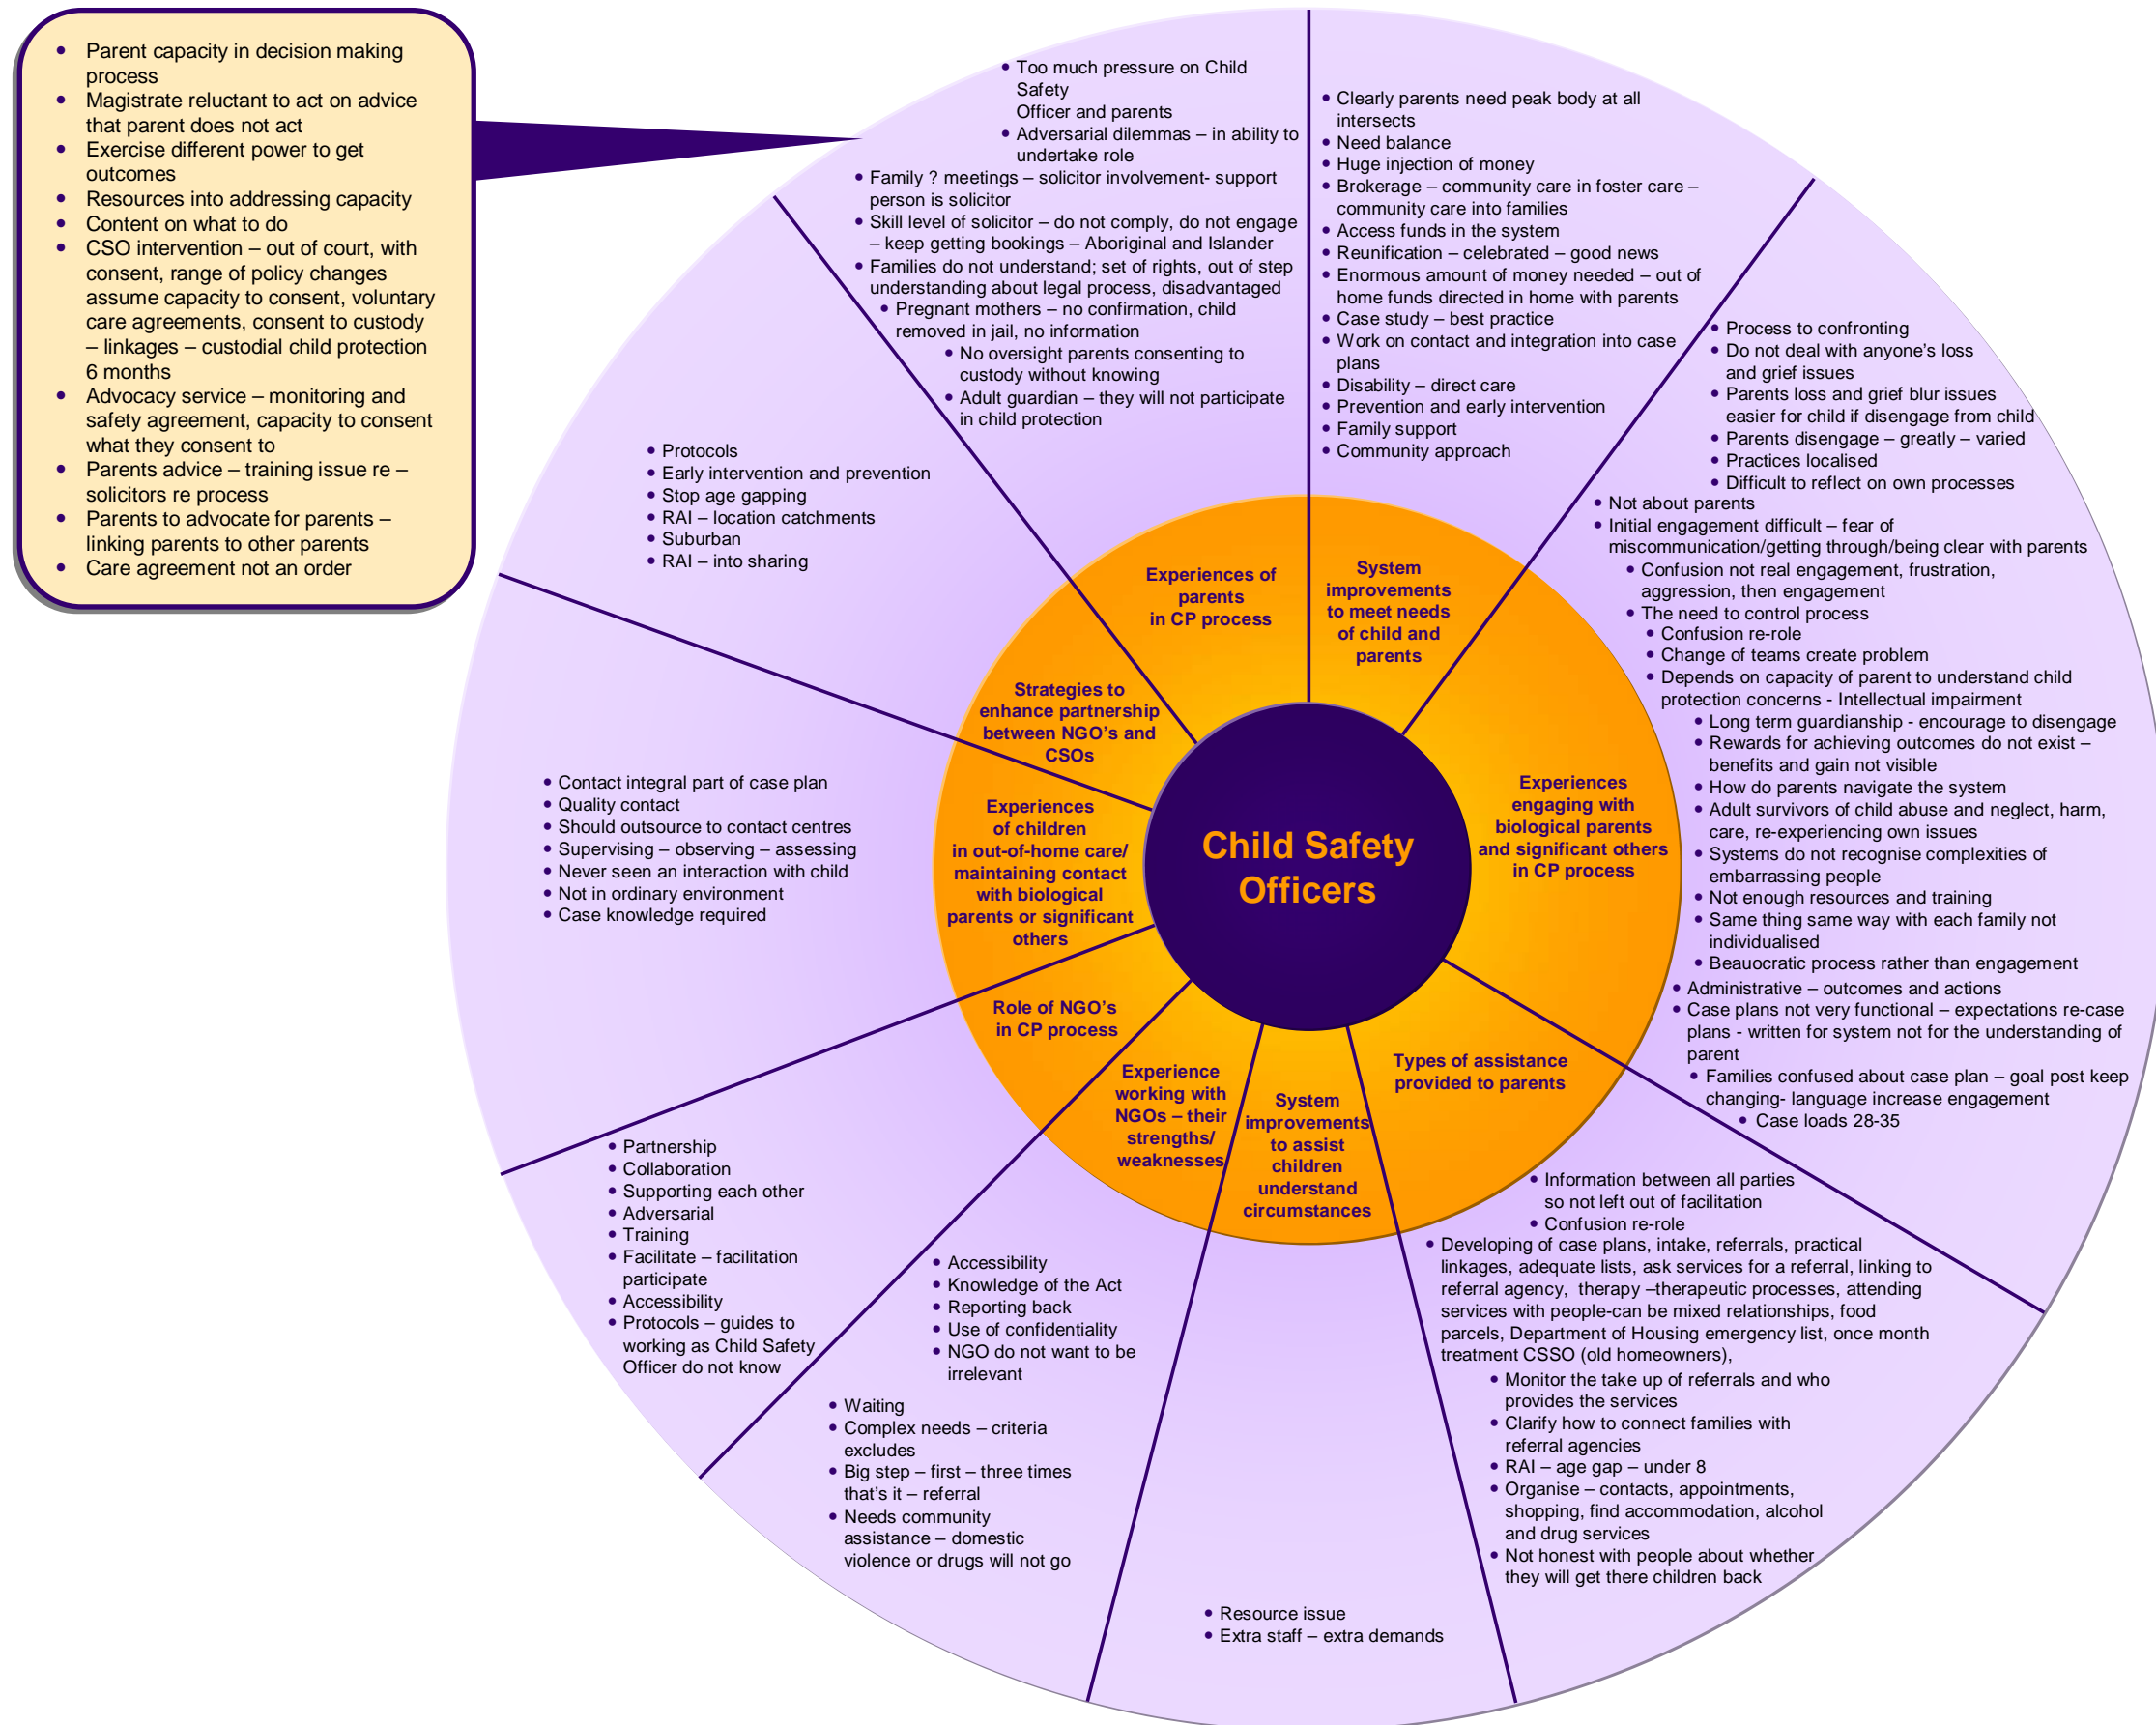 • Parent capacity in decision making
process
• Magistrate reluctant to act on advice
that parent does not act
• Exercise different power to get
outcomes
• Resources into addressing capacity
• Content on what to do
• CSO intervention – out of court, with
consent, range of policy changes
assume capacity to consent, voluntary
care agreements, consent to custody
– linkages – custodial child protection
6 months
• Advocacy service – monitoring and
safety agreement, capacity to consent
what they consent to
• Parents advice – training issue re –
solicitors re process
• Parents to advocate for parents –
linking parents to other parents
• Care agreement not an order
• Too much pressure on Child
Safety
Officer and parents
• Adversarial dilemmas – in ability to
undertake role
• Family ? meetings – solicitor involvement- support
person is solicitor
• Skill level of solicitor – do not comply, do not engage
– keep getting bookings – Aboriginal and Islander
• Families do not understand; set of rights, out of step
understanding about legal process, disadvantaged
• Pregnant mothers – no confirmation, child
removed in jail, no information
• No oversight parents consenting to
custody without knowing
• Adult guardian – they will not participate
in child protection
• Clearly parents need peak body at all
intersects
• Need balance
• Huge injection of money
• Brokerage – community care in foster care –
community care into families
• Access funds in the system
• Reunification – celebrated – good news
• Enormous amount of money needed – out of
home funds directed in home with parents
• Case study – best practice
• Work on contact and integration into case
plans
• Disability – direct care
• Prevention and early intervention
• Family support
• Community approach
• Process to confronting
• Do not deal with anyone's loss
and grief issues
• Parents loss and grief blur issues
easier for child if disengage from child
• Parents disengage – greatly – varied
• Practices localised
• Difficult to reflect on own processes
• Not about parents
• Initial engagement difficult – fear of
miscommunication/getting through/being clear with parents
• Confusion not real engagement, frustration,
aggression, then engagement
• The need to control process
• Confusion re-role
• Change of teams create problem
• Depends on capacity of parent to understand child
protection concerns - Intellectual impairment
• Long term guardianship - encourage to disengage
• Rewards for achieving outcomes do not exist –
benefits and gain not visible
• How do parents navigate the system
• Adult survivors of child abuse and neglect, harm,
care, re-experiencing own issues
• Systems do not recognise complexities of
embarrassing people
• Not enough resources and training
• Same thing same way with each family not
individualised
• Beaucratic process rather than engagement
• Administrative – outcomes and actions
• Case plans not very functional – expectations re-case
plans - written for system not for the understanding of
parent
• Families confused about case plan – goal post keep
changing- language increase engagement
• Case loads 28-35
• Protocols
• Early intervention and prevention
• Stop age gapping
• RAI – location catchments
• Suburban
• RAI – into sharing
Experiences of
parents
in CP process
System
improvements
to meet needs
of child and
parents
Strategies to
enhance partnership
between NGO's and
CSOs
Experiences
of children
in out-of-home care/
maintaining contact
with biological
parents or significant
others
Child Safety
Officers
Experiences
engaging with
biological parents
and significant others
in CP process
Role of NGO's
in CP process
Experience
working with
NGOs – their
strengths/
weaknesses
System
improvements
to assist
children
understand
circumstances
Types of assistance
provided to parents
• Contact integral part of case plan
• Quality contact
• Should outsource to contact centres
• Supervising – observing – assessing
• Never seen an interaction with child
• Not in ordinary environment
• Case knowledge required
• Partnership
• Collaboration
• Supporting each other
• Adversarial
• Training
• Facilitate – facilitation
participate
• Accessibility
• Protocols – guides to
working as Child Safety
Officer do not know
• Accessibility
• Knowledge of the Act
• Reporting back
• Use of confidentiality
• NGO do not want to be
irrelevant
• Waiting
• Complex needs – criteria
excludes
• Big step – first – three times
that's it – referral
• Needs community
assistance – domestic
violence or drugs will not go
• Resource issue
• Extra staff – extra demands
• Information between all parties
so not left out of facilitation
• Confusion re-role
• Developing of case plans, intake, referrals, practical
linkages, adequate lists, ask services for a referral, linking to
referral agency, therapy –therapeutic processes, attending
services with people-can be mixed relationships, food
parcels, Department of Housing emergency list, once month
treatment CSSO (old homeowners),
• Monitor the take up of referrals and who
provides the services
• Clarify how to connect families with
referral agencies
• RAI – age gap – under 8
• Organise – contacts, appointments,
shopping, find accommodation, alcohol
and drug services
• Not honest with people about whether
they will get there children back